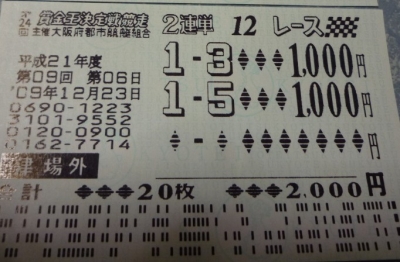 賞金王決定戦競走
主催大阪府都市競艇組合
平成21年度
第09回 第06日
'09年12月23日
0690-1223
3101-9552
0120-0900
0162-7714
場外
2連単 12 レース
1-3 1,000円
1-5 1,000円
- 円
合計 20枚 2,000円